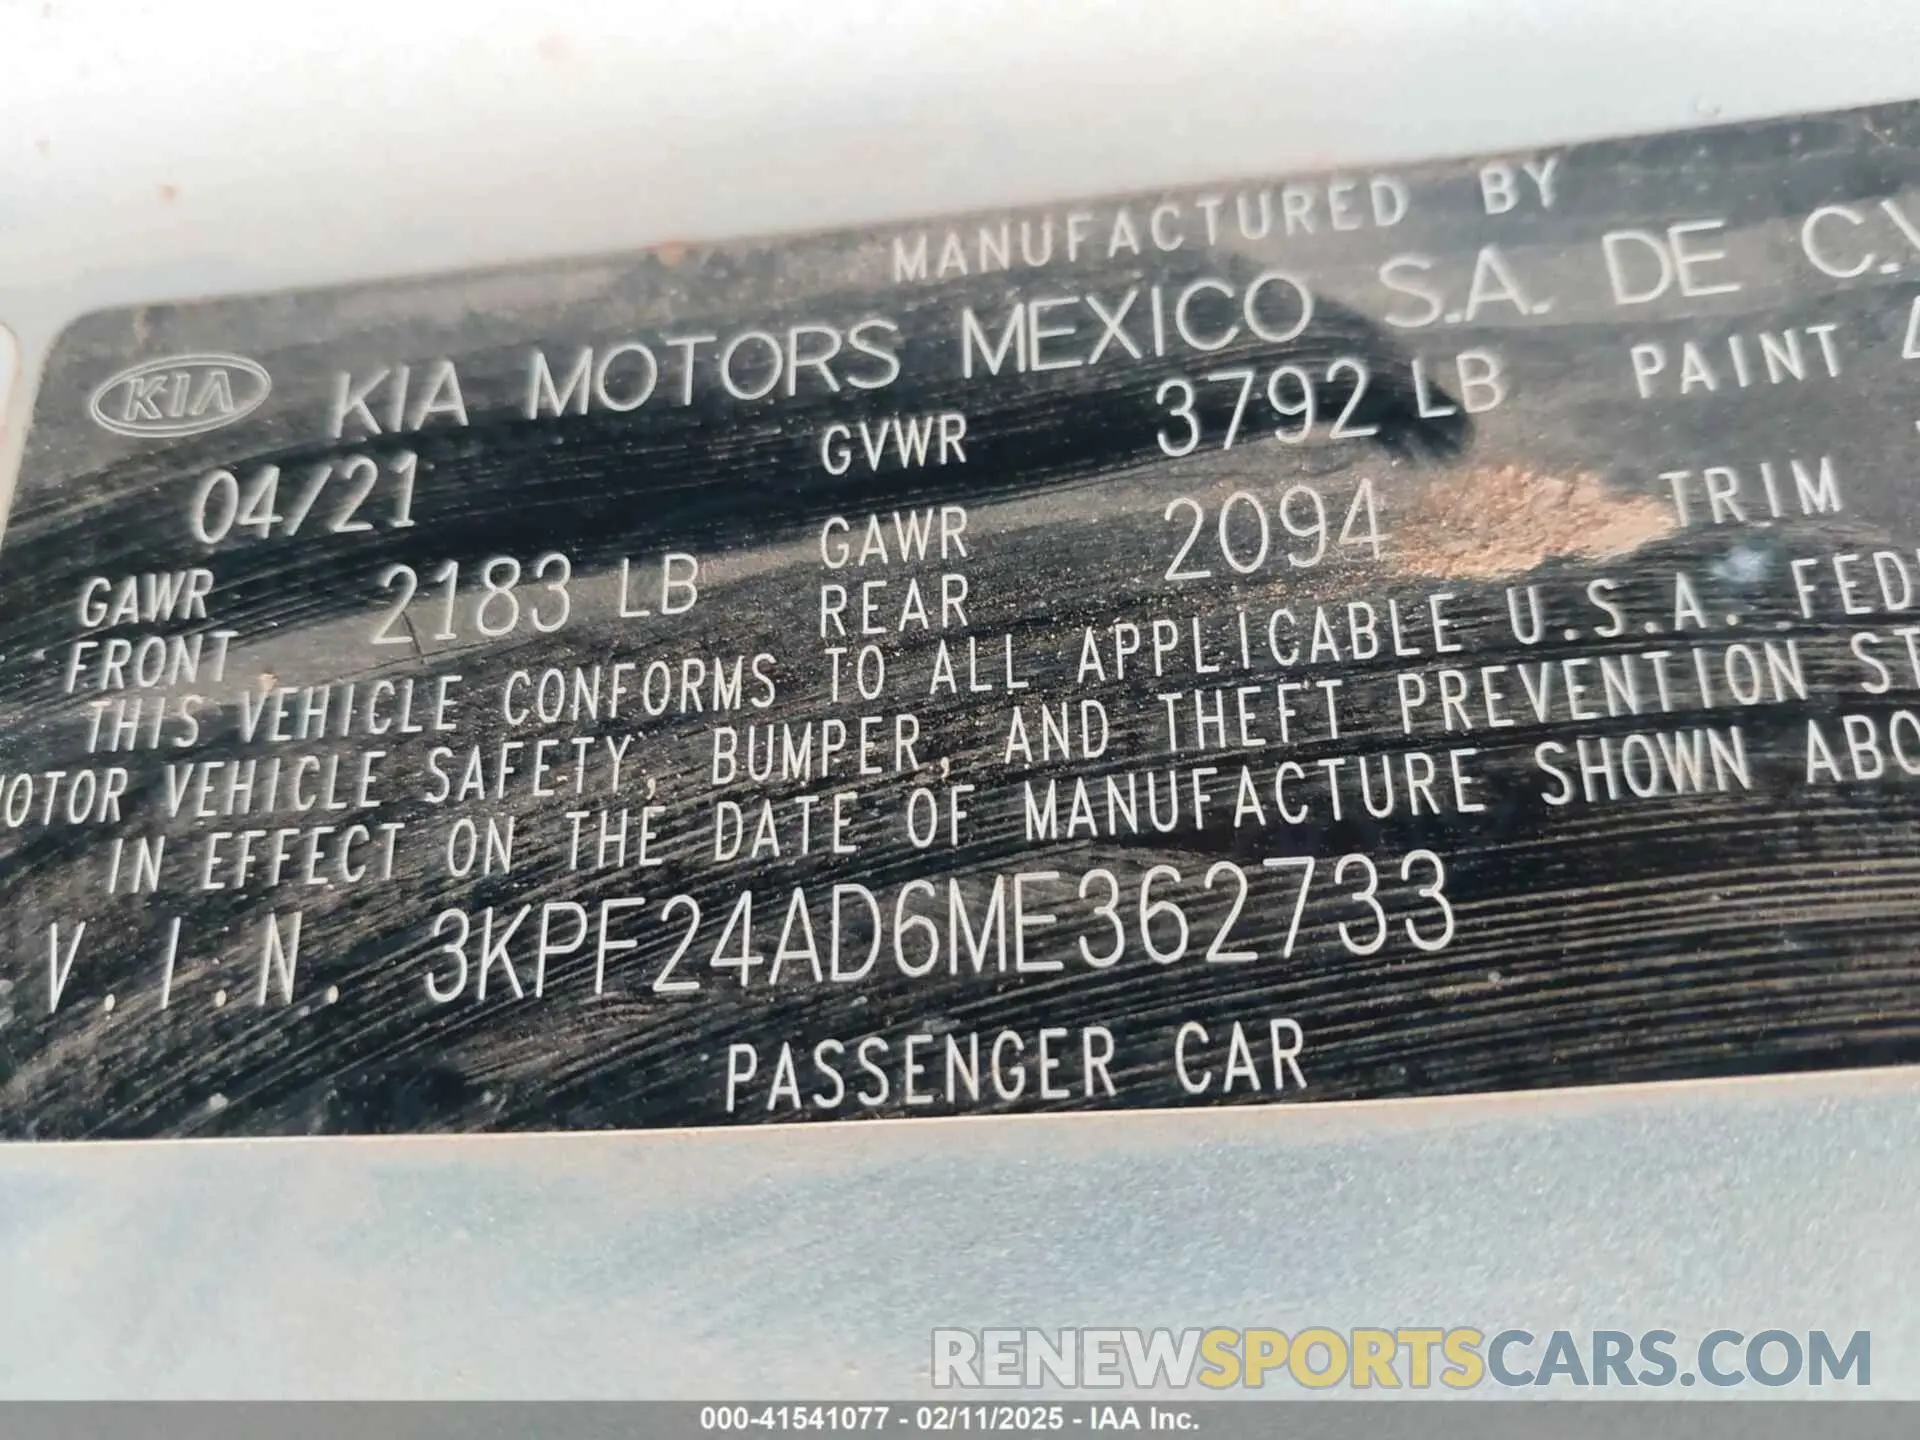 MANUFACTURED BY
KIA KIA MOTORS MEXICO S.A. DE C.V
04/21 GVWR 3792 LB PAINT
GAWR FRONT 2183 LB GAWR REAR 2094 TRIM
THIS VEHICLE CONFORMS TO ALL APPLICABLE U.S.A. FED
MOTOR VEHICLE SAFETY, BUMPER, AND THEFT PREVENTION ST
IN EFFECT ON THE DATE OF MANUFACTURE SHOWN ABO
V.I.N. 3KPF24AD6ME362733
PASSENGER CAR
RENEWSPORTSCARS.COM
000-41541077 - 02/11/2025 - IAA Inc.